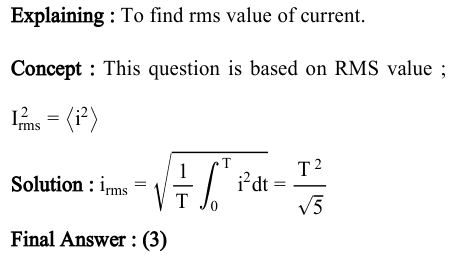 Explaining : To find rms value of current.
Concept : This question is based on RMS value ;
I²rms = ⟨i²⟩
Solution : i_rms = √(1/T ∫₀ᵀ i²dt) = T²/√5
Final Answer : (3)